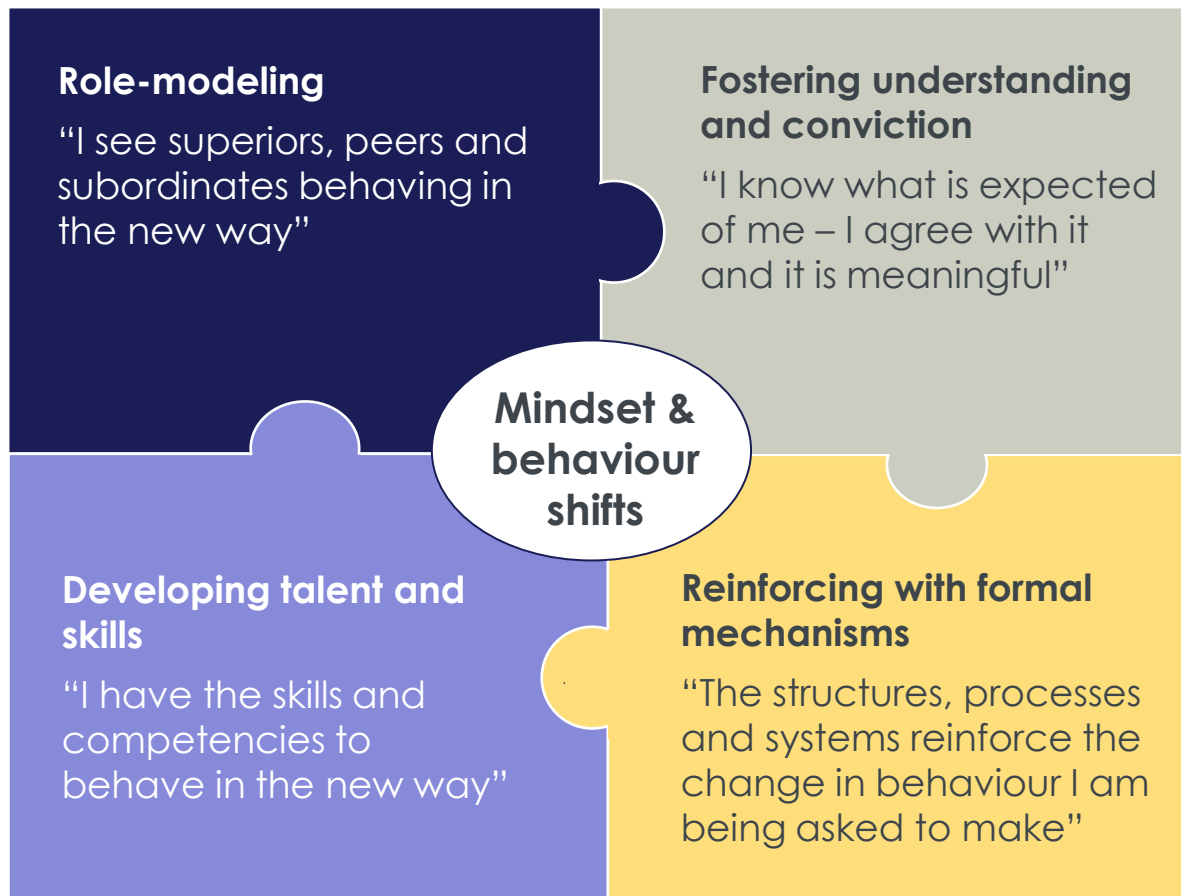 Role-modeling
“I see superiors, peers and
subordinates behaving in
the new way”
Fostering understanding
and conviction
“I know what is expected
of me – I agree with it
and it is meaningful”
Mindset &
behaviour
shifts
Developing talent and
skills
“I have the skills and
competencies to
behave in the new way”
Reinforcing with formal
mechanisms
“The structures, processes
and systems reinforce the
change in behaviour I am
being asked to make”